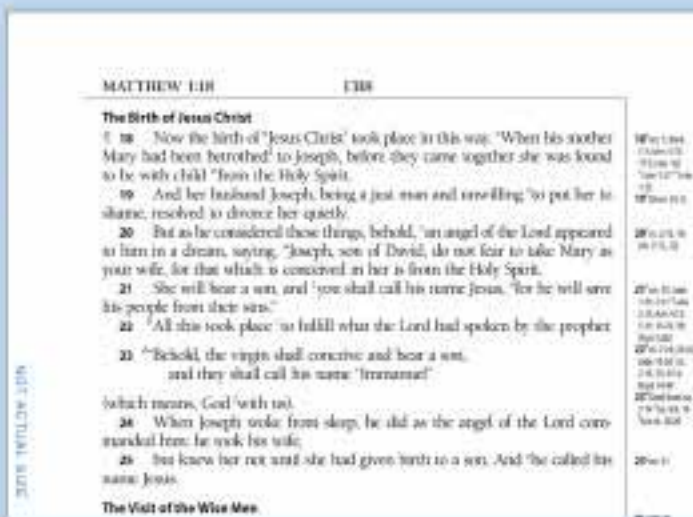 MATTHEW 1:18
The Birth of Jesus Christ
¶ 18 Now the birth of Jesus Christ took place in this way. When his mother
Mary had been betrothed to Joseph, before they came together she was found
to be with child from the Holy Spirit.
19 And her husband Joseph, being a just man and unwilling to put her to
shame, resolved to divorce her quietly.
20 But as he considered these things, behold, an angel of the Lord appeared
to him in a dream, saying, "Joseph, son of David, do not fear to take Mary as
your wife, for that which is conceived in her is from the Holy Spirit.
21 She will bear a son, and you shall call his name Jesus, for he will save
his people from their sins."
22 All this took place to fulfill what the Lord had spoken by the prophet
23 "Behold, the virgin shall conceive and bear a son,
and they shall call his name Immanuel"
(which means, God with us).
24 When Joseph woke from sleep, he did as the angel of the Lord com-
manded him: he took his wife,
25 but knew her not until she had given birth to a son. And he called his
name Jesus.
The Visit of the Wise Men
NOT ACTUAL SIZE